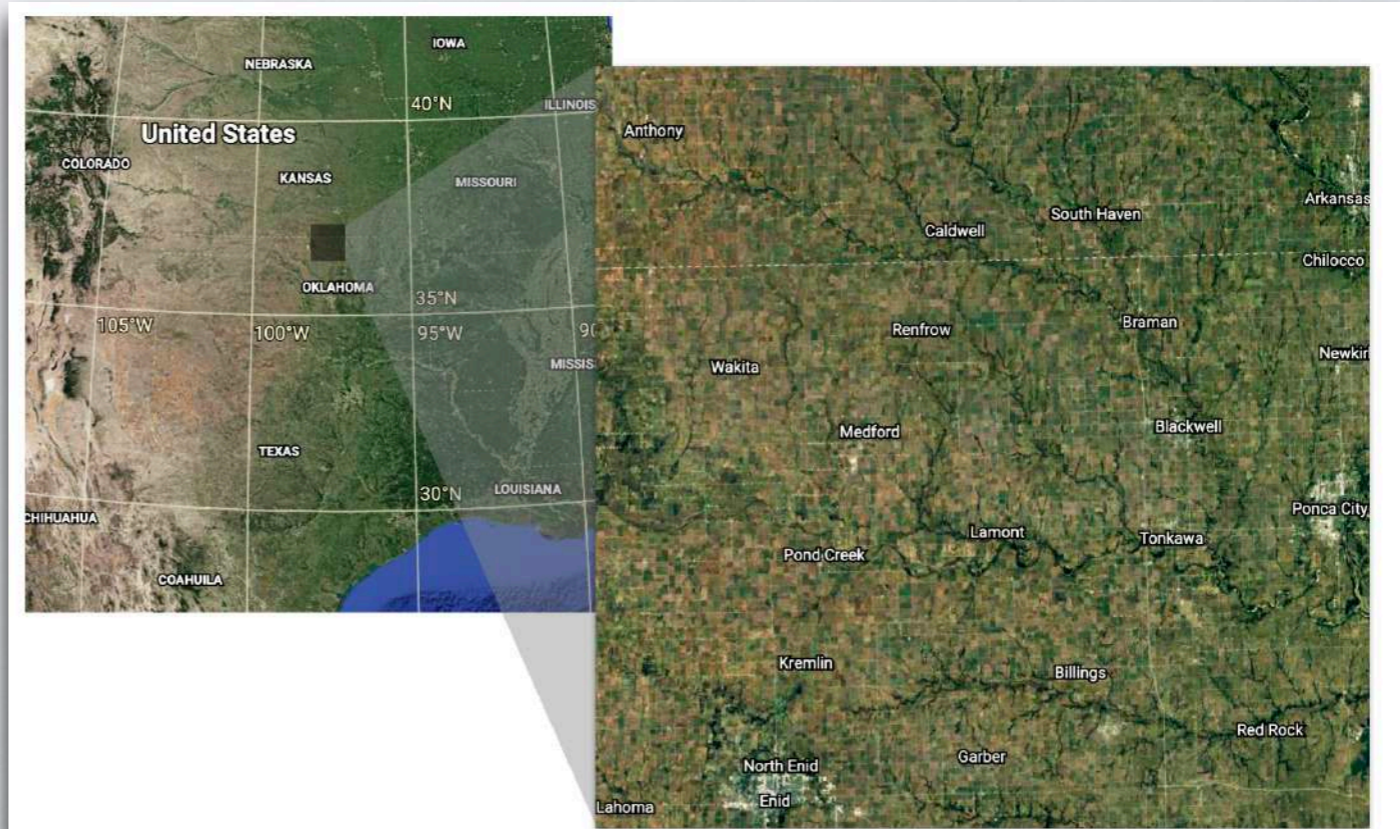 IOWA
NEBRASKA
40°N
ILLINOIS
United States
COLORADO
KANSAS
MISSOURI
OKLAHOMA
35°N
105°W
100°W
95°W
90
MISSIS
TEXAS
30°N
LOUISIANA
CHIHUAHUA
COAHUILA
Anthony
Arkansas
South Haven
Caldwell
Chilocco
Braman
Renfrow
Newkir
Wakita
Blackwell
Medford
Ponca City
Lamont
Tonkawa
Pond Creek
Kremlin
Billings
Red Rock
Garber
North Enid
Enid
Lahoma